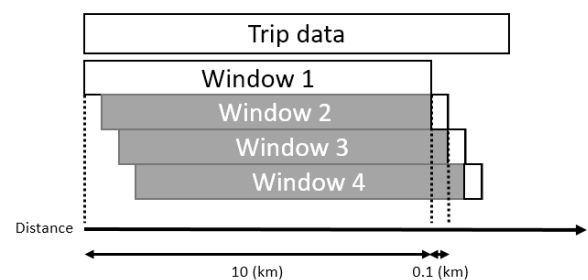 Trip data
Window 1
Window 2
Window 3
Window 4
Distance
10 (km)
0.1 (km)